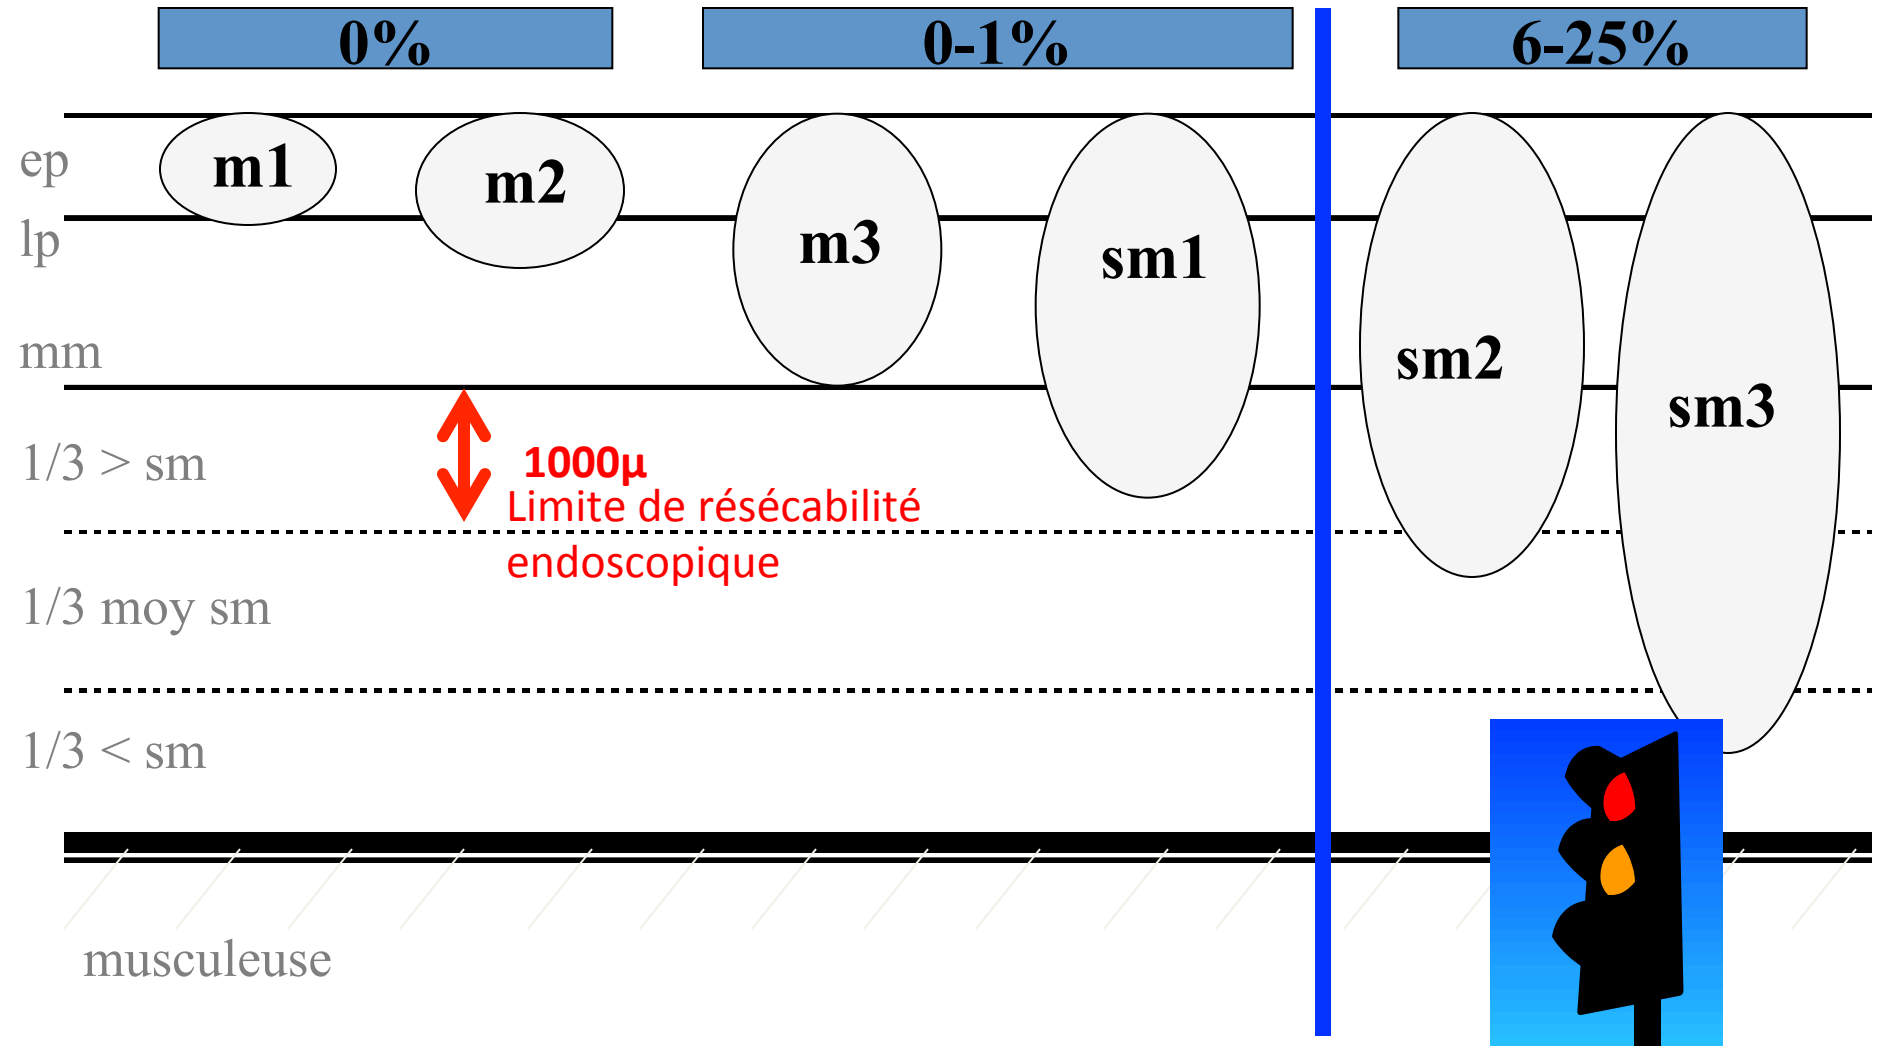 0%
0-1%
6-25%
ep
m1
m2
lp
m3
sm1
mm
sm2
sm3
1/3 > sm
1000µ
Limite de résécabilité
endoscopique
1/3 moy sm
1/3 < sm
musculeuse